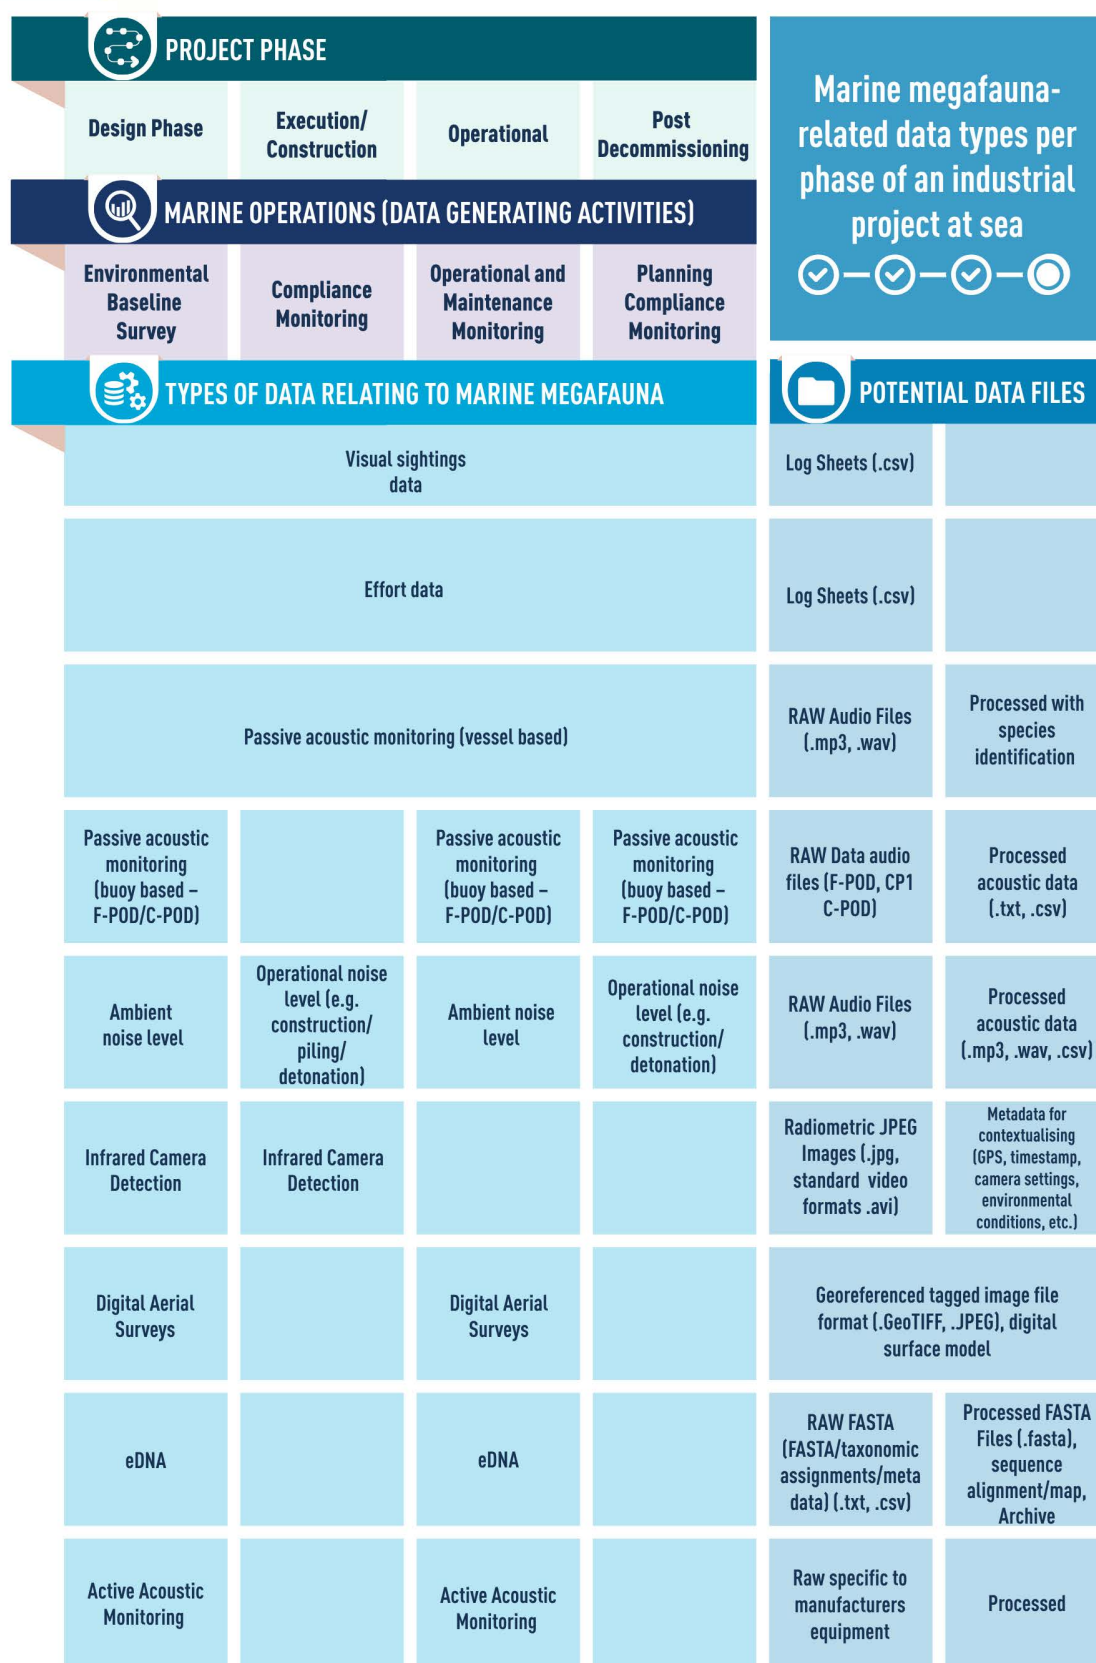 PROJECT PHASE
Marine megafauna-
related data types per
phase of an industrial
project at sea
Design Phase
Execution/
Construction
Operational
Post
Decommissioning
MARINE OPERATIONS (DATA GENERATING ACTIVITIES)
Environmental
Baseline
Survey
Compliance
Monitoring
Operational and
Maintenance
Monitoring
Planning
Compliance
Monitoring
TYPES OF DATA RELATING TO MARINE MEGAFAUNA
POTENTIAL DATA FILES
Visual sightings
data
Log Sheets (.csv)
Effort data
Log Sheets (.csv)
Passive acoustic monitoring (vessel based)
RAW Audio Files
(.mp3, .wav)
Processed with
species
identification
Passive acoustic
monitoring
(buoy based –
F-POD/C-POD)
Passive acoustic
monitoring
(buoy based –
F-POD/C-POD)
Passive acoustic
monitoring
(buoy based –
F-POD/C-POD)
RAW Data audio
files (F-POD, CP1
C-POD)
Processed
acoustic data
(.txt, .csv)
Ambient
noise level
Operational noise
level (e.g.
construction/
piling/
detonation)
Ambient noise
level
Operational noise
level (e.g.
construction/
detonation)
RAW Audio Files
(.mp3, .wav)
Processed
acoustic data
(.mp3, .wav, .csv)
Infrared Camera
Detection
Infrared Camera
Detection
Radiometric JPEG
Images (.jpg,
standard video
formats .avi)
Metadata for
contextualising
(GPS, timestamp,
camera settings,
environmental
conditions, etc.)
Digital Aerial
Surveys
Digital Aerial
Surveys
Georeferenced tagged image file
format (.GeoTIFF, .JPEG), digital
surface model
eDNA
eDNA
RAW FASTA
(FASTA/taxonomic
assignments/meta
data) (.txt, .csv)
Processed FASTA
Files (.fasta),
sequence
alignment/map,
Archive
Active Acoustic
Monitoring
Active Acoustic
Monitoring
Raw specific to
manufacturers
equipment
Processed